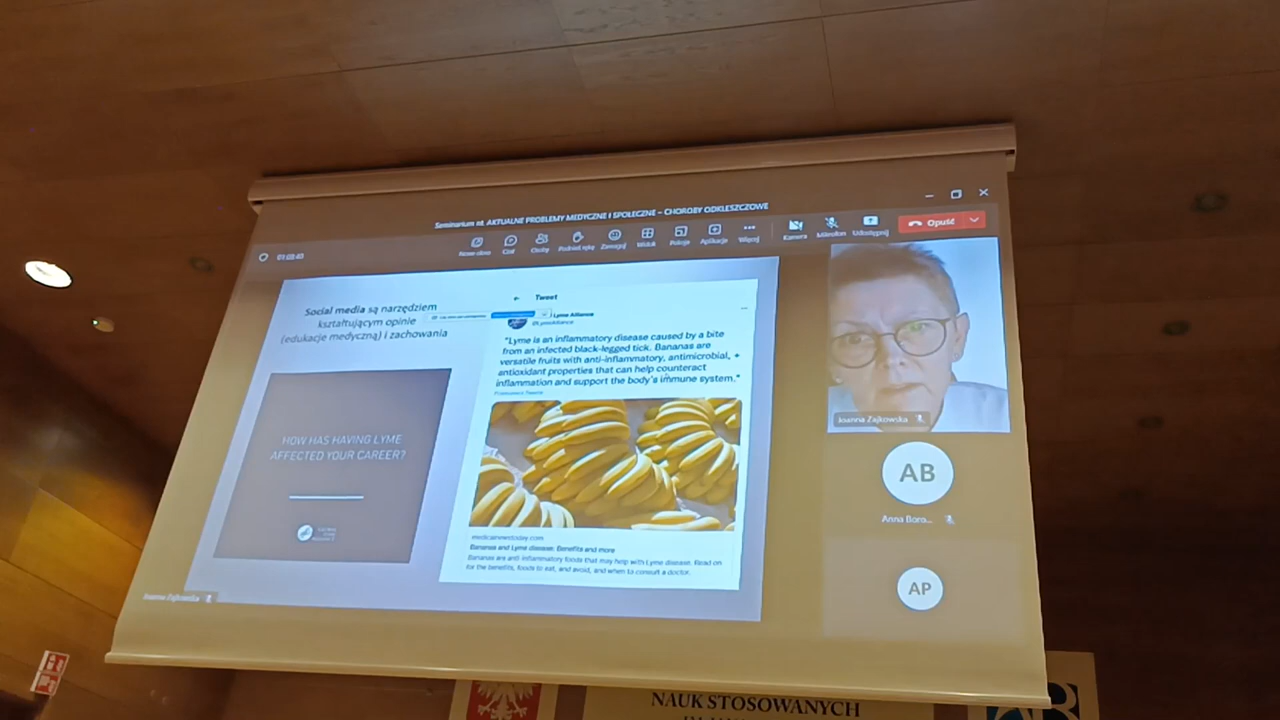 Seminarium nt. AKTUALNE PROBLEMY MEDYCZNE I SPOŁECZNE – CHOROBY ODKLESZCZOWE
Czat
Osoby
Podnieś rękę
Zareaguj
Widok
Pokoje
Aplikacje
Więcej
Kamera
Mikrofon
Udostępnij
Opuść
Social media są narzędziem
kształtującym opinie
(edukacje medyczną) i zachowania
HOW HAS HAVING LYME
AFFECTED YOUR CAREER?
Tweet
Lyme Alliance
@LymeAlliance
"Lyme is an inflammatory disease caused by a bite
from an infected black-legged tick. Bananas are
versatile fruits with anti-inflammatory, antimicrobial, +
antioxidant properties that can help counteract
inflammation and support the body's immune system."
medicalnewstoday.com
Bananas and Lyme disease: Benefits and more
Bananas are anti-inflammatory foods that may help with Lyme disease. Read on
for the benefits, foods to eat, and avoid, and when to consult a doctor.
Joanna Zajkowska
AB
Anna Boro...
AP
Joanna Zajkowska
NAUK STOSOWANYCH